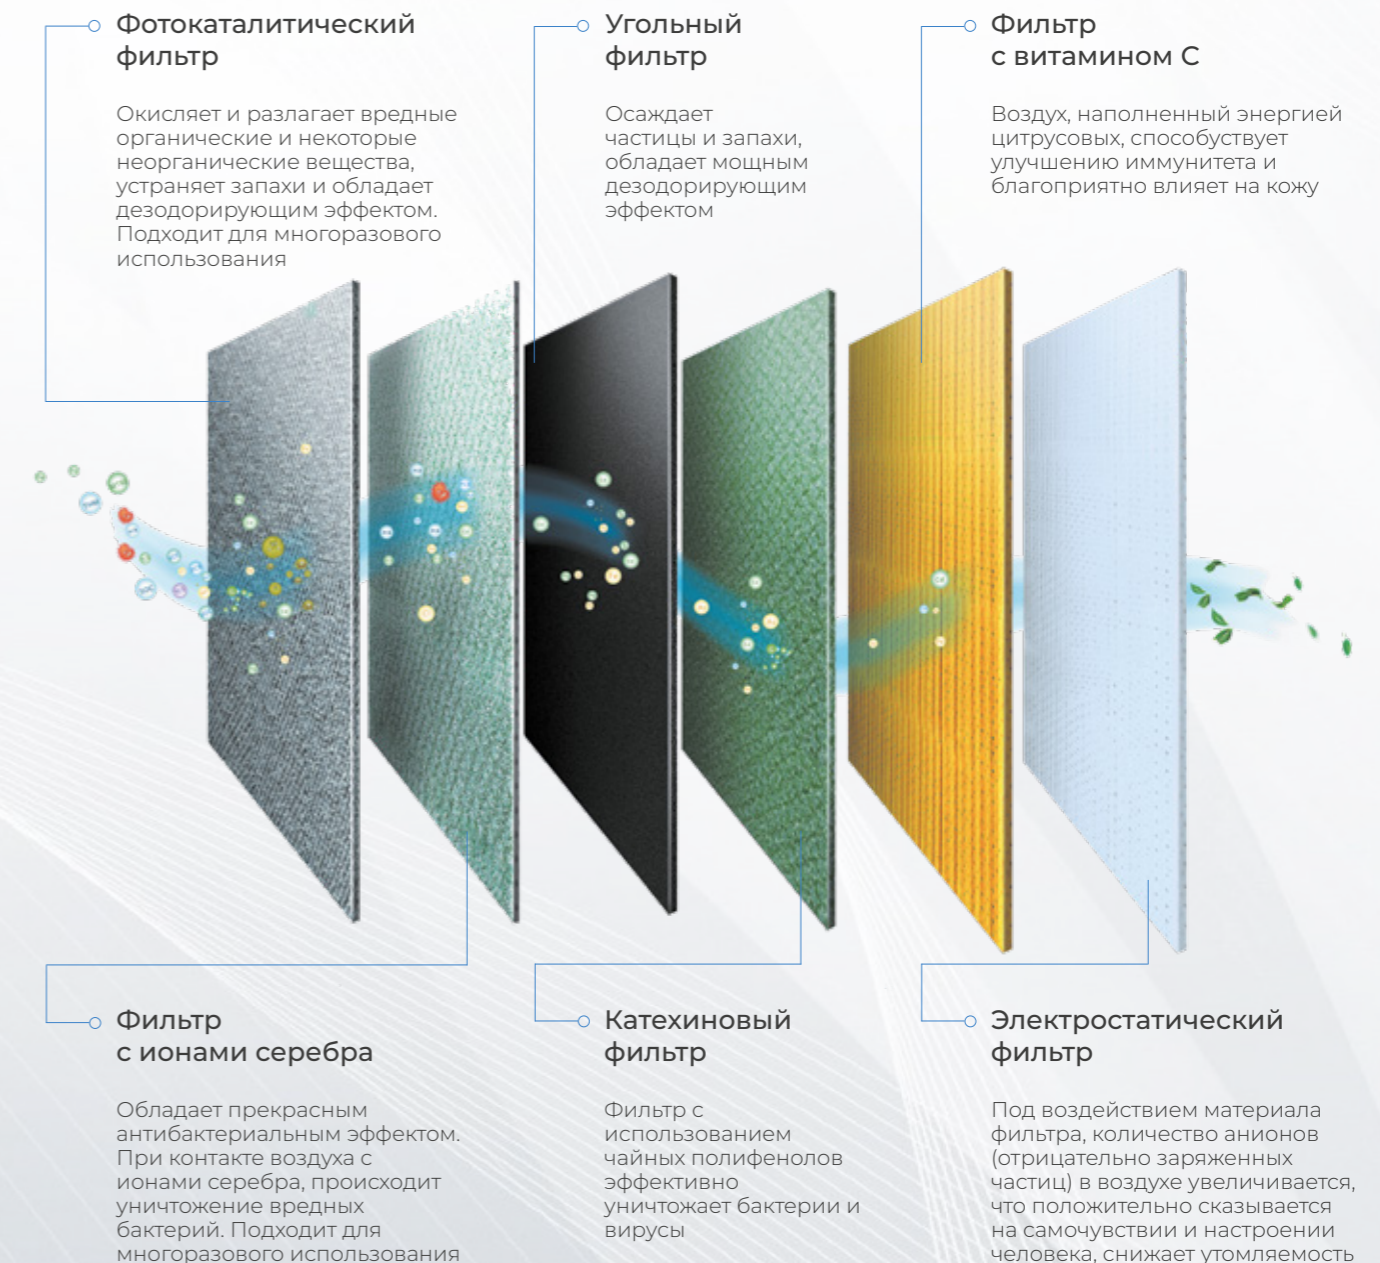 Фотокаталитический
фильтр
Окисляет и разлагает вредные
органические и некоторые
неорганические вещества,
устраняет запахи и обладает
дезодорирующим эффектом.
Подходит для многоразового
использования
Угольный
фильтр
Осаждает
частицы и запахи,
обладает мощным
дезодорирующим
эффектом
Фильтр
с витамином С
Воздух, наполненный энергией
цитрусовых, способуствует
улучшению иммунитета и
благоприятно влияет на кожу
Фильтр
с ионами серебра
Обладает прекрасным
антибактериальным эффектом.
При контакте воздуха с
ионами серебра, происходит
уничтожение вредных
бактерий. Подходит для
многоразового использования
Катехиновый
фильтр
Фильтр с
использованием
чайных полифенолов
эффективно
уничтожает бактерии и
вирусы
Электростатический
фильтр
Под воздействием материала
фильтра, количество анионов
(отрицательно заряженных
частиц) в воздухе увеличивается,
что положительно сказывается
на самочувствии и настроении
человека, снижает утомляемость